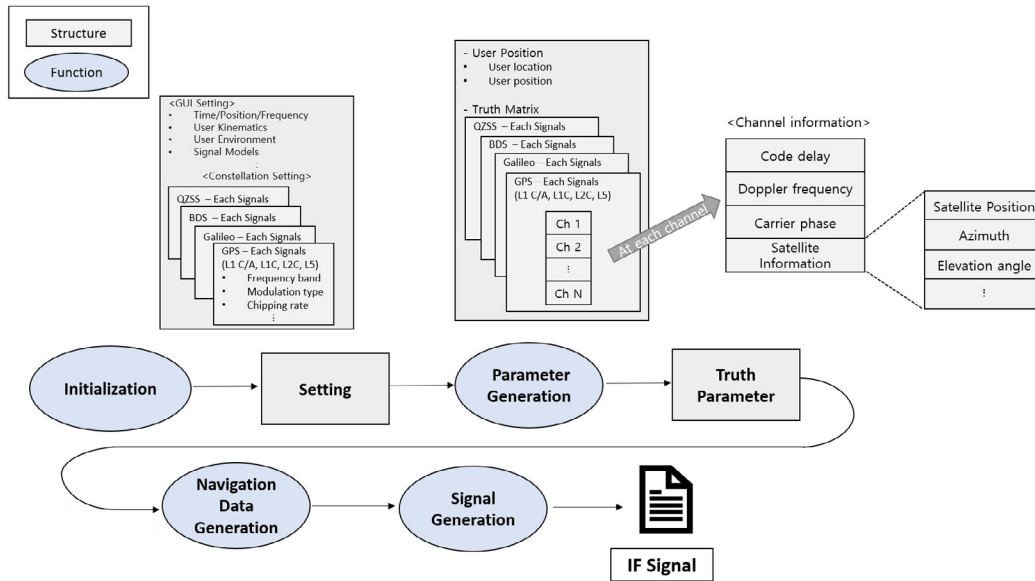 Structure
Function
<GUI Setting>
• Time/Position/Frequency
• User Kinematics
• User Environment
• Signal Models
:
<Constellation Setting>
QZSS – Each Signals
BDS – Each Signals
Galileo – Each Signals
GPS – Each Signals
(L1 C/A, L1C, L2C, L5)
• Frequency band
• Modulation type
• Chipping rate
⋮
- User Position
• User location
• User position
- Truth Matrix
QZSS – Each Signals
BDS – Each Signals
Galileo – Each Signals
GPS – Each Signals
(L1 C/A, L1C, L2C, L5)
Ch 1
Ch 2
⋮
Ch N
At each channel
<Channel information>
Code delay
Doppler frequency
Carrier phase
Satellite
Information
Satellite Position
Azimuth
Elevation angle
⋮
Initialization
Setting
Parameter
Generation
Truth
Parameter
Navigation
Data
Generation
Signal
Generation
IF Signal